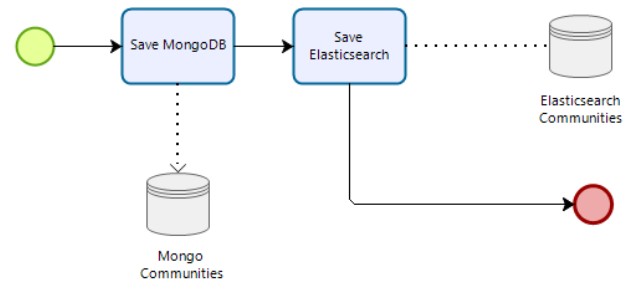 Save MongoDB
Save
Elasticsearch
Elasticsearch
Communities
Mongo
Communities